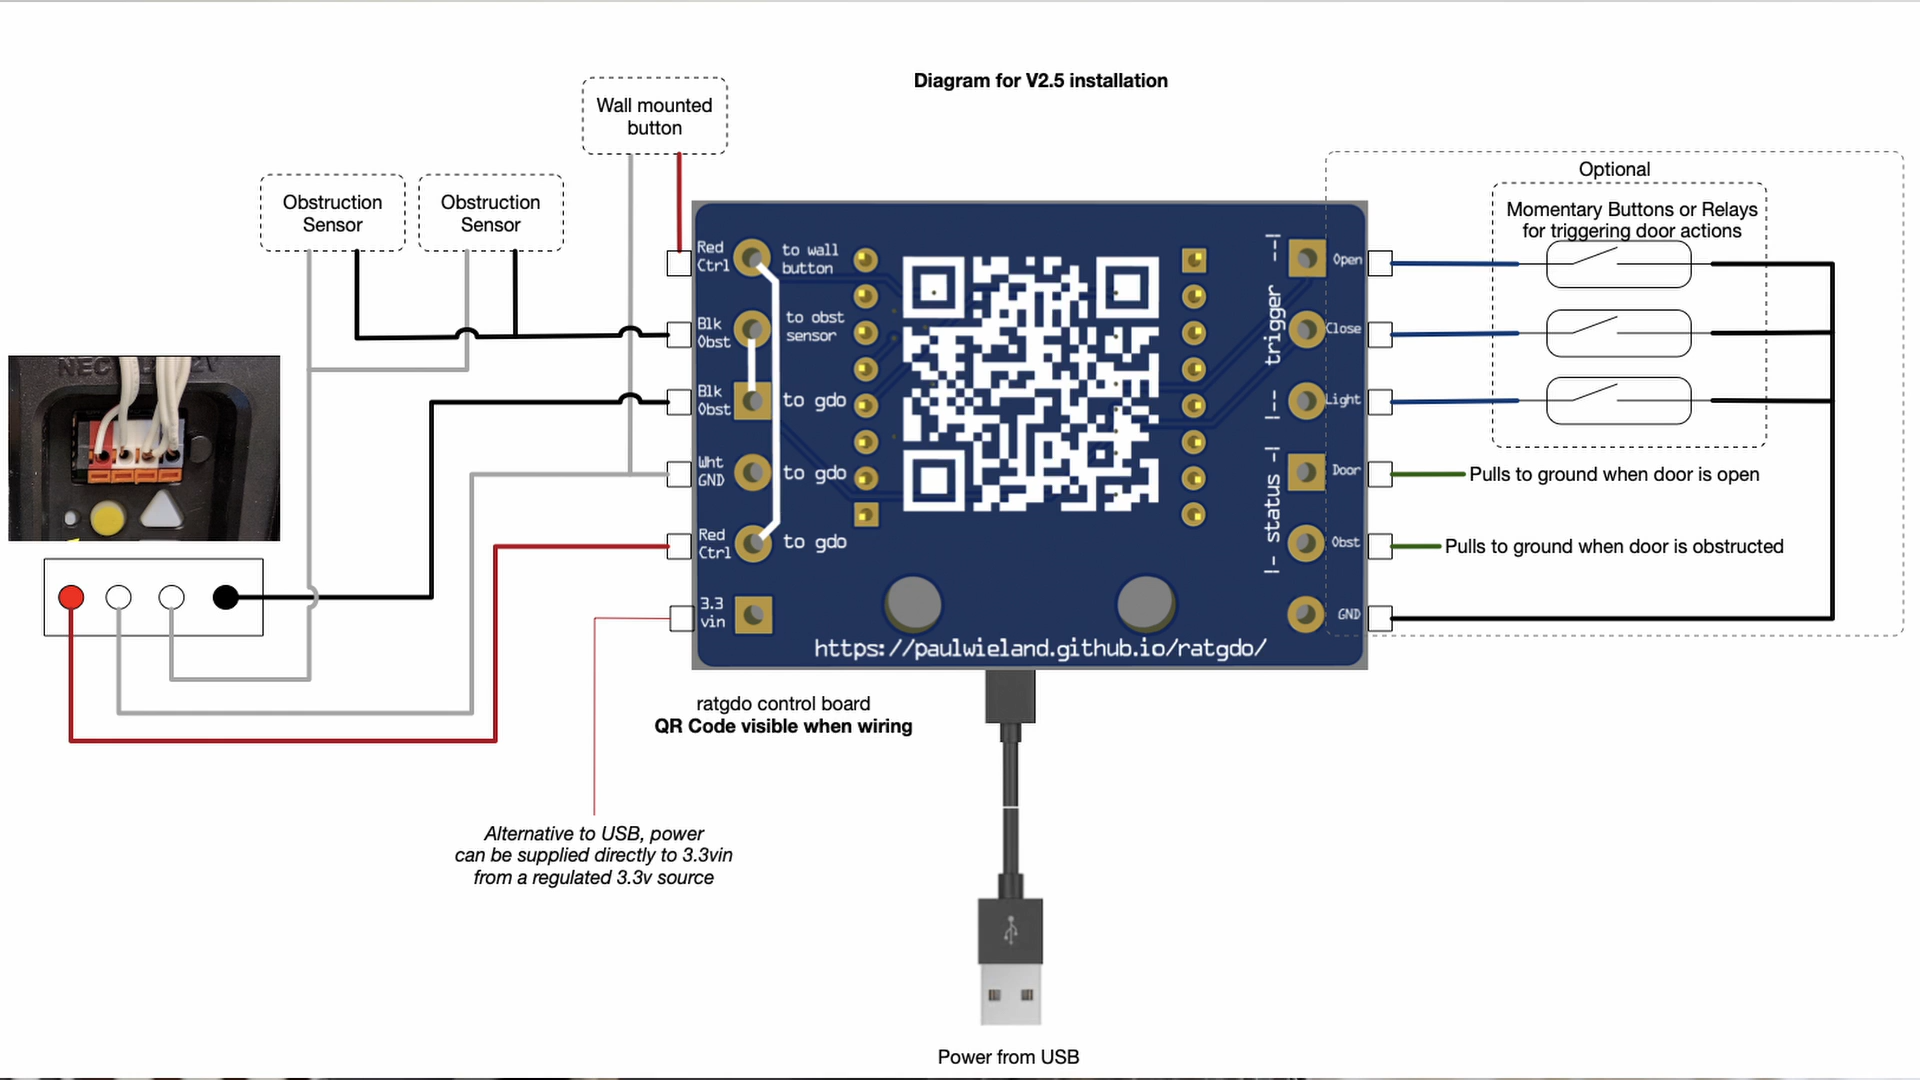 Diagram for V2.5 installation
Wall mounted
button
Obstruction
Sensor
Obstruction
Sensor
Optional
Momentary Buttons or Relays
for triggering door actions
NEC
2V
Red
Ctrl
to wall
button
Blk
Obst
to obst
sensor
Blk
Obst
to gdo
Wht
GND
to gdo
Red
Ctrl
to gdo
3.3
vin
|-- trigger --|
Open
Close
Light
|- status -|
Door
Obst
GND
Pulls to ground when door is open
Pulls to ground when door is obstructed
https://paulwieland.github.io/ratgdo/
ratgdo control board
QR Code visible when wiring
Alternative to USB, power
can be supplied directly to 3.3vin
from a regulated 3.3v source
Power from USB